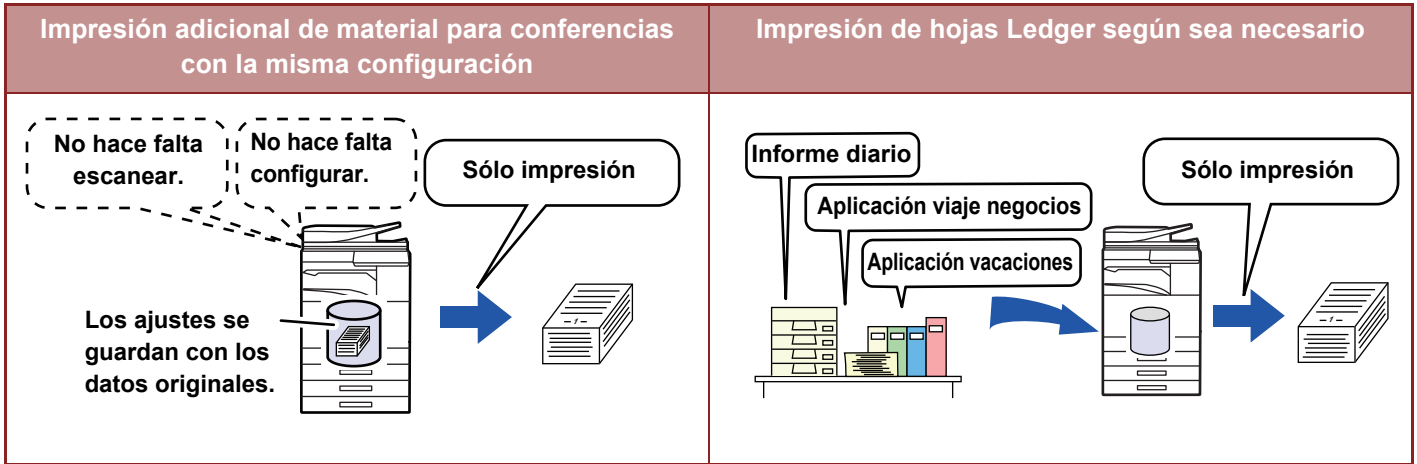 Impresión adicional de material para conferencias
con la misma configuración
Impresión de hojas Ledger según sea necesario
No hace falta
escanear.
No hace falta
configurar.
Sólo impresión
Los ajustes se
guardan con los
datos originales.
-1-
Informe diario
Aplicación viaje negocios
Aplicación vacaciones
Sólo impresión
-1-